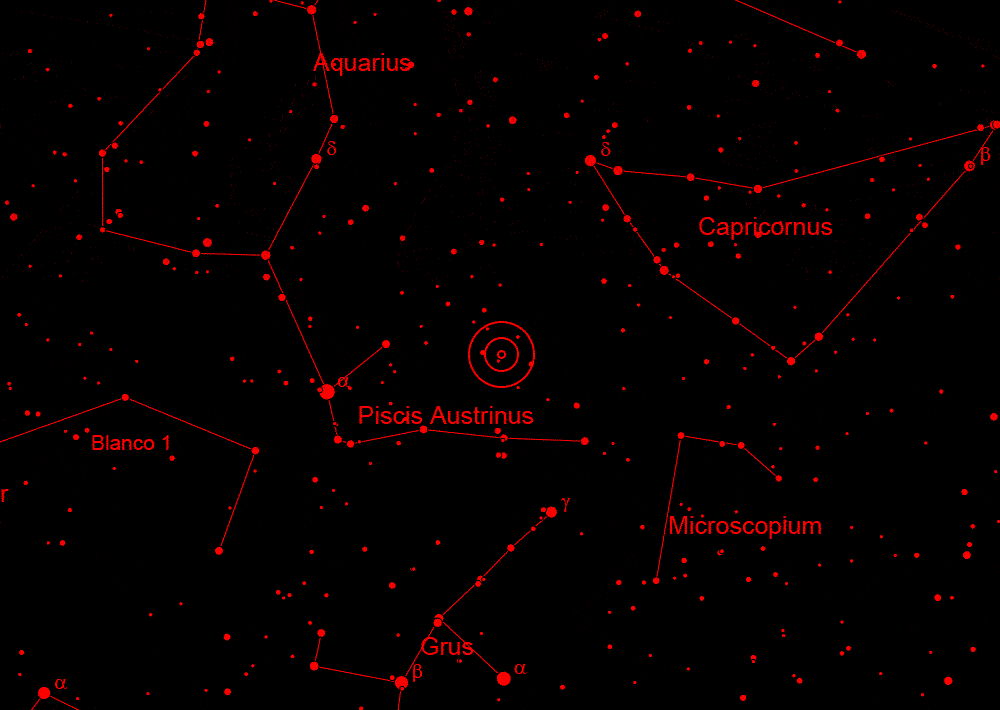 Aquarius
δ
δ
α
β
Capricornus
α
Piscis Austrinus
Blanco 1
r
γ
Microscopium
Grus
β
α
α